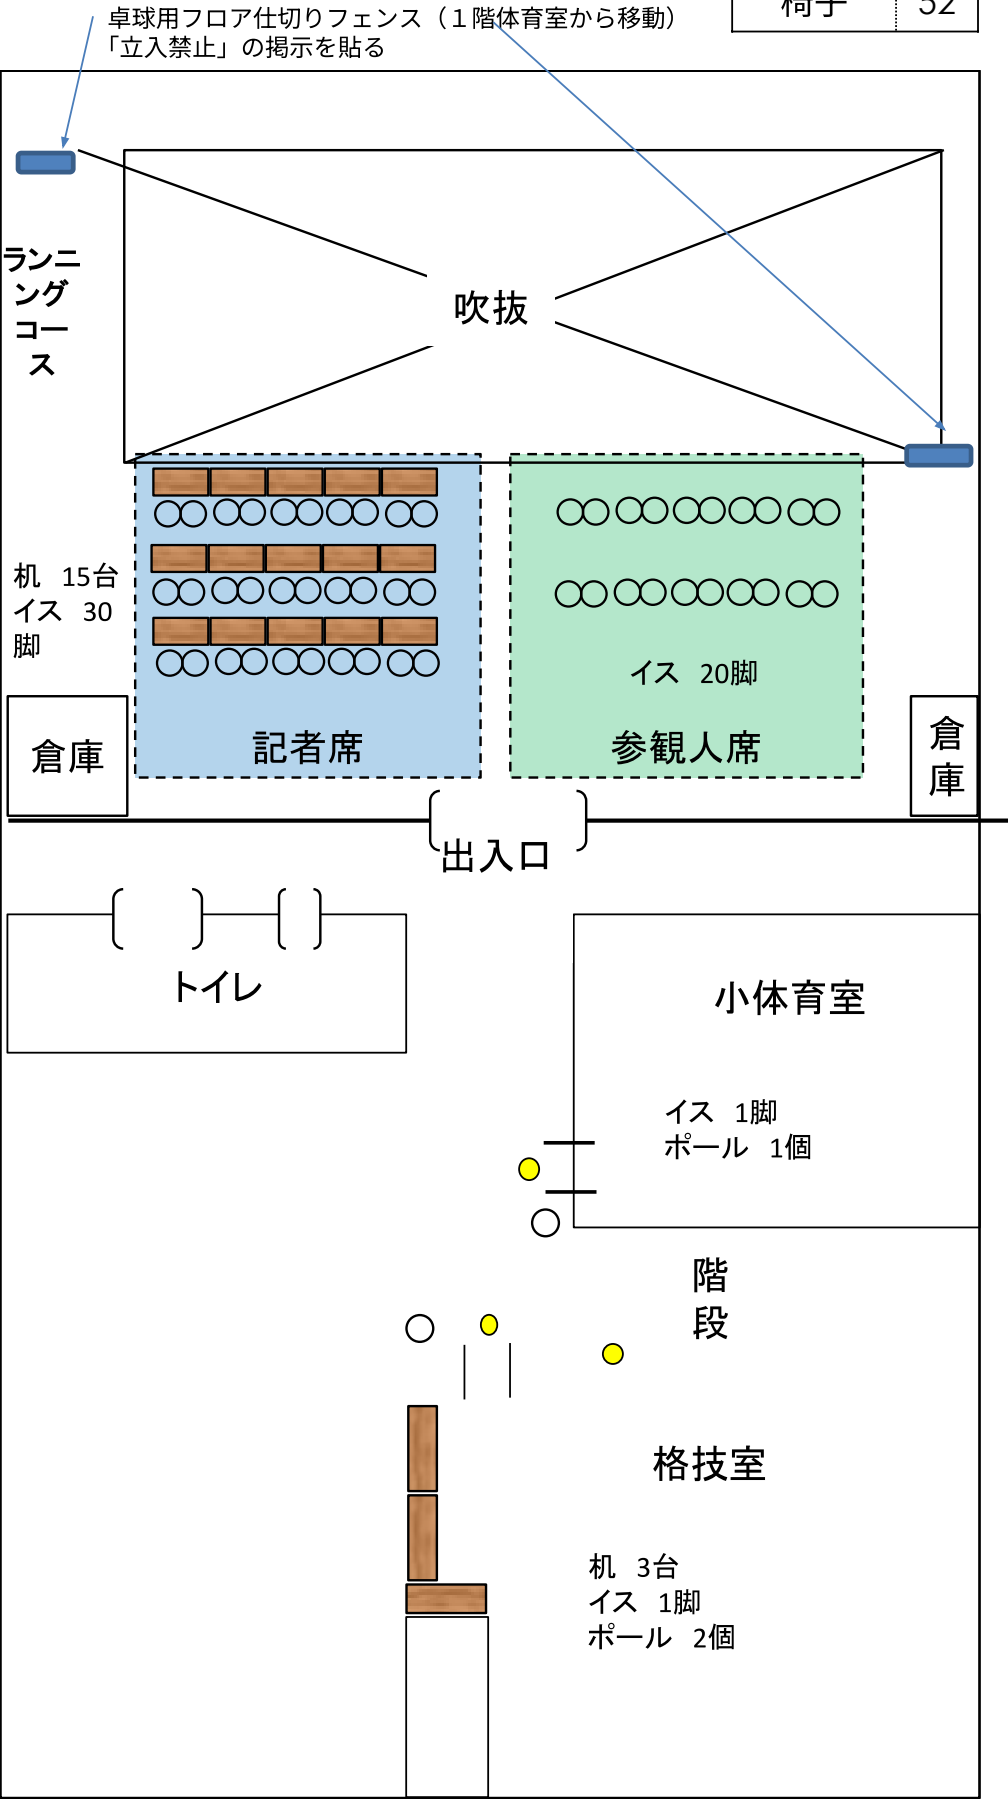 椅子 52
卓球用フロア仕切りフェンス（１階体育室から移動）
「立入禁止」の掲示を貼る
ランニ
ング
コー
ス
吹抜
机 15台
イス 30
脚
イス 20脚
倉庫
記者席
参観人席
倉
庫
出入口
トイレ
小体育室
イス 1脚
ポール 1個
階
段
格技室
机 3台
イス 1脚
ポール 2個